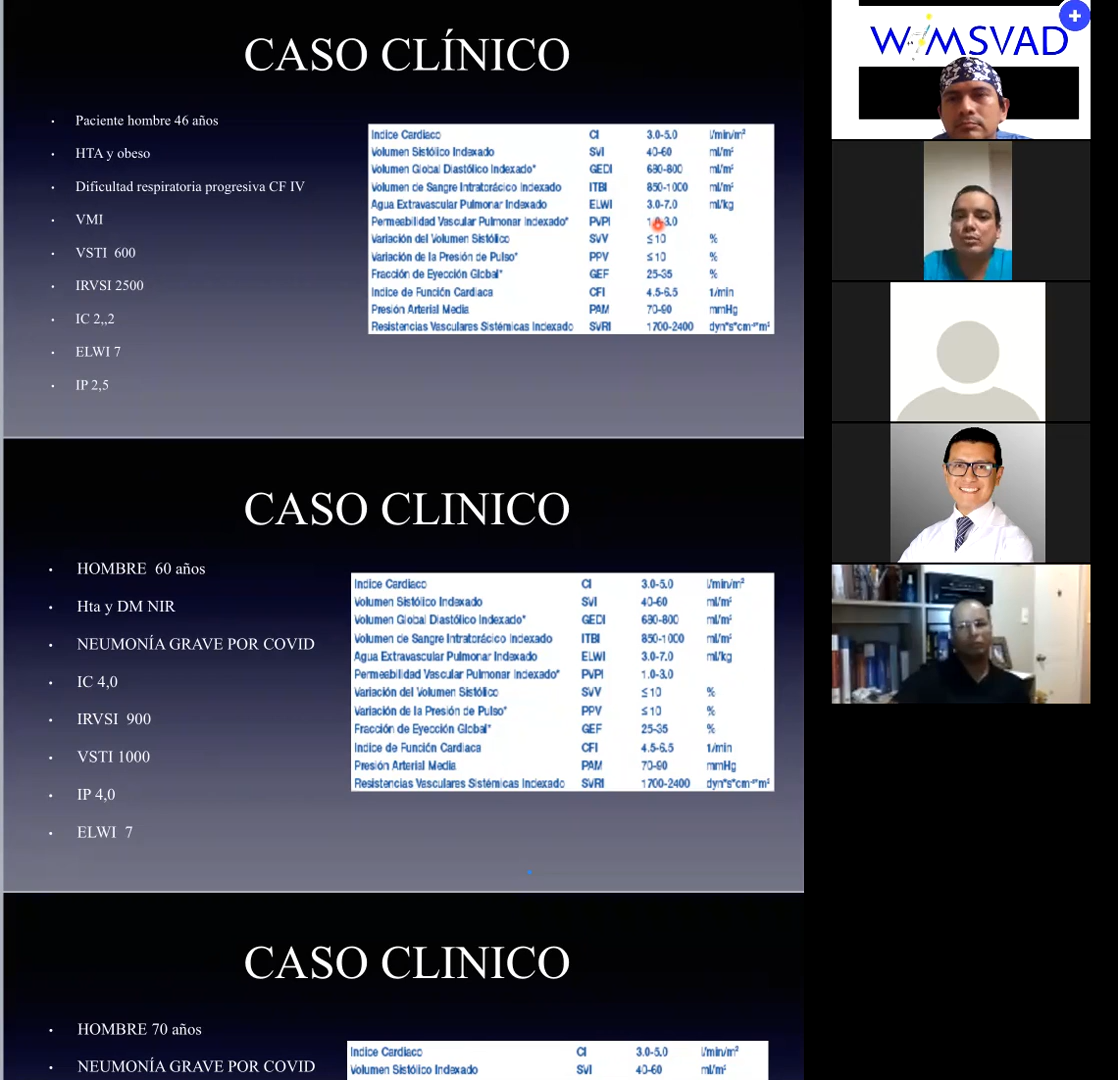 CASO CLÍNICO
• Paciente hombre 46 años
• HTA y obeso
• Dificultad respiratoria progresiva CF IV
• VMI
• VSTI 600
• IRVSI 2500
• IC 2,,2
• ELWI 7
• IP 2,5
Indice Cardiaco CI 3.0-5.0 l/min/m²
Volumen Sistólico Indexado SVI 40-60 ml/m²
Volumen Global Diastólico Indexado* GEDI 680-800 ml/m²
Volumen de Sangre Intratorácico Indexado ITBI 850-1000 ml/m²
Agua Extravascular Pulmonar Indexado ELWI 3.0-7.0 ml/kg
Permeabilidad Vascular Pulmonar Indexado* PVPI 3.0
Variación del Volumen Sistólico SVV ≤10 %
Variación de la Presión de Pulso* PPV ≤10 %
Fracción de Eyección Global* GEF 25-35 %
Indice de Función Cardiaca CFI 4.5-6.5 1/min
Presión Arterial Media PAM 70-90 mmHg
Resistencias Vasculares Sistémicas Indexado SVRI 1700-2400 dyn*s*cm⁻⁵*m²
CASO CLINICO
• HOMBRE 60 años
• Hta y DM NIR
• NEUMONÍA GRAVE POR COVID
• IC 4,0
• IRVSI 900
• VSTI 1000
• IP 4,0
• ELWI 7
Indice Cardiaco CI 3.0-5.0 l/min/m²
Volumen Sistólico Indexado SVI 40-60 ml/m²
Volumen Global Diastólico Indexado* GEDI 680-800 ml/m²
Volumen de Sangre Intratorácico Indexado ITBI 850-1000 ml/m²
Agua Extravascular Pulmonar Indexado ELWI 3.0-7.0 ml/kg
Permeabilidad Vascular Pulmonar Indexado* PVPI 1.0-3.0
Variación del Volumen Sistólico SVV ≤10 %
Variación de la Presión de Pulso* PPV ≤10 %
Fracción de Eyección Global* GEF 25-35 %
Indice de Función Cardiaca CFI 4.5-6.5 1/min
Presión Arterial Media PAM 70-90 mmHg
Resistencias Vasculares Sistémicas Indexado SVRI 1700-2400 dyn*s*cm⁻⁵*m²
CASO CLINICO
• HOMBRE 70 años
• NEUMONÍA GRAVE POR COVID
Indice Cardiaco CI 3.0-5.0 l/min/m²
Volumen Sistólico Indexado SVI 40-60 ml/m²
WIMSVAD